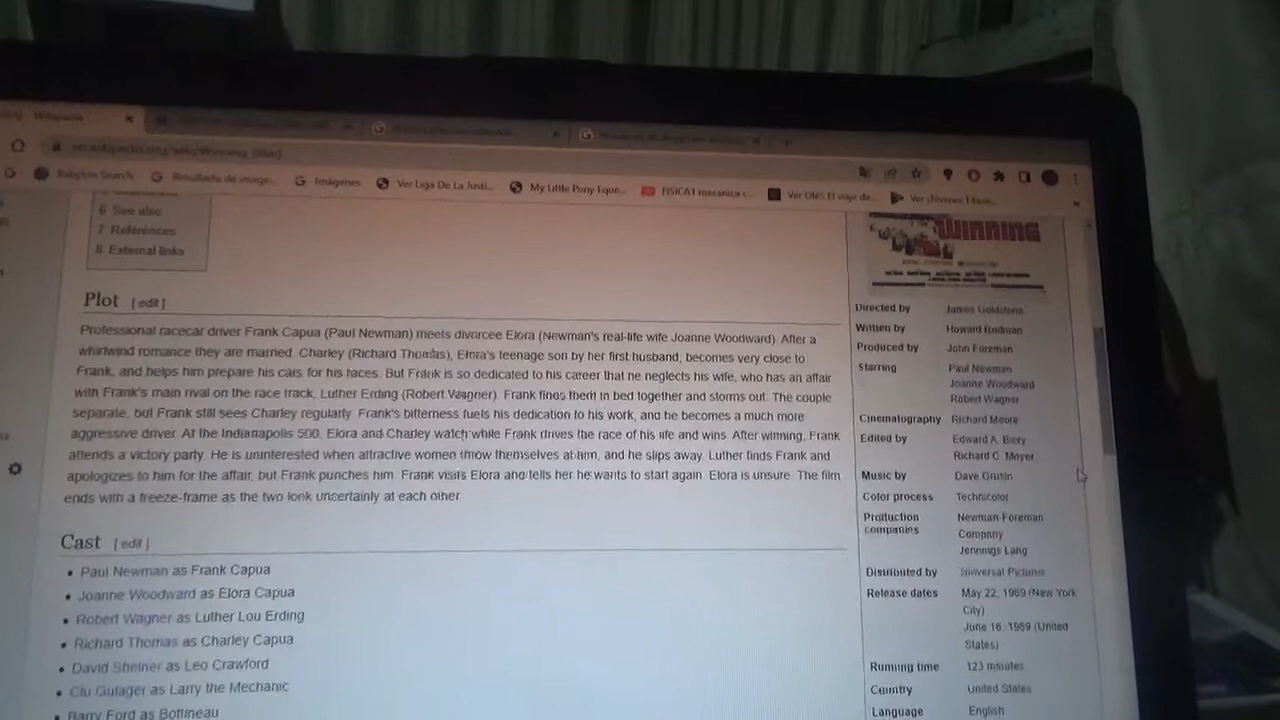 Wikipedia
en.wikipedia.org/wiki/Winning_(film)
Babylon Search
Resultado de imagen...
Imágenes
Ver Liga De La Justi...
My Little Pony Eque...
Ver ¡Jóvenes Titane...
6 See also
7 References
8 External links
Plot [ edit ]
Professional racecar driver Frank Capua (Paul Newman) meets divorcee Elora (Newman's real-life wife Joanne Woodward). After a
whirlwind romance they are married. Charley (Richard Thomas), Elora's teenage son by her first husband, becomes very close to
Frank, and helps him prepare his cars for his races. But Frank is so dedicated to his career that he neglects his wife, who has an affair
with Frank's main rival on the race track, Luther Erding (Robert Wagner). Frank finds them in bed together and storms out. The couple
separate, but Frank still sees Charley regularly. Frank's bitterness fuels his dedication to his work, and he becomes a much more
aggressive driver. At the Indianapolis 500, Elora and Charley watch while Frank drives the race of his life and wins. After winning, Frank
attends a victory party. He is uninterested when attractive women throw themselves at him, and he slips away. Luther finds Frank and
apologizes to him for the affair, but Frank punches him. Frank visits Elora and tells her he wants to start again. Elora is unsure. The film
ends with a freeze-frame as the two look uncertainly at each other.
Cast [ edit ]
Paul Newman as Frank Capua
Joanne Woodward as Elora Capua
Robert Wagner as Luther Lou Erding
Richard Thomas as Charley Capua
David Sheiner as Leo Crawford
Clu Gulager as Larry the Mechanic
Barry Ford as Bottineau
WINNING
Directed by James Goldstone
Written by Howard Rodman
Produced by John Foreman
Starring Paul Newman
Joanne Woodward
Robert Wagner
Cinematography Richard Moore
Edited by Edward A. Biery
Richard C. Meyer
Music by Dave Grusin
Color process Technicolor
Production companies Newman-Foreman
Company
Jennings Lang
Distributed by Universal Pictures
Release dates May 22, 1969 (New York
City)
June 16, 1969 (United
States)
Running time 123 minutes
Country United States
Language English